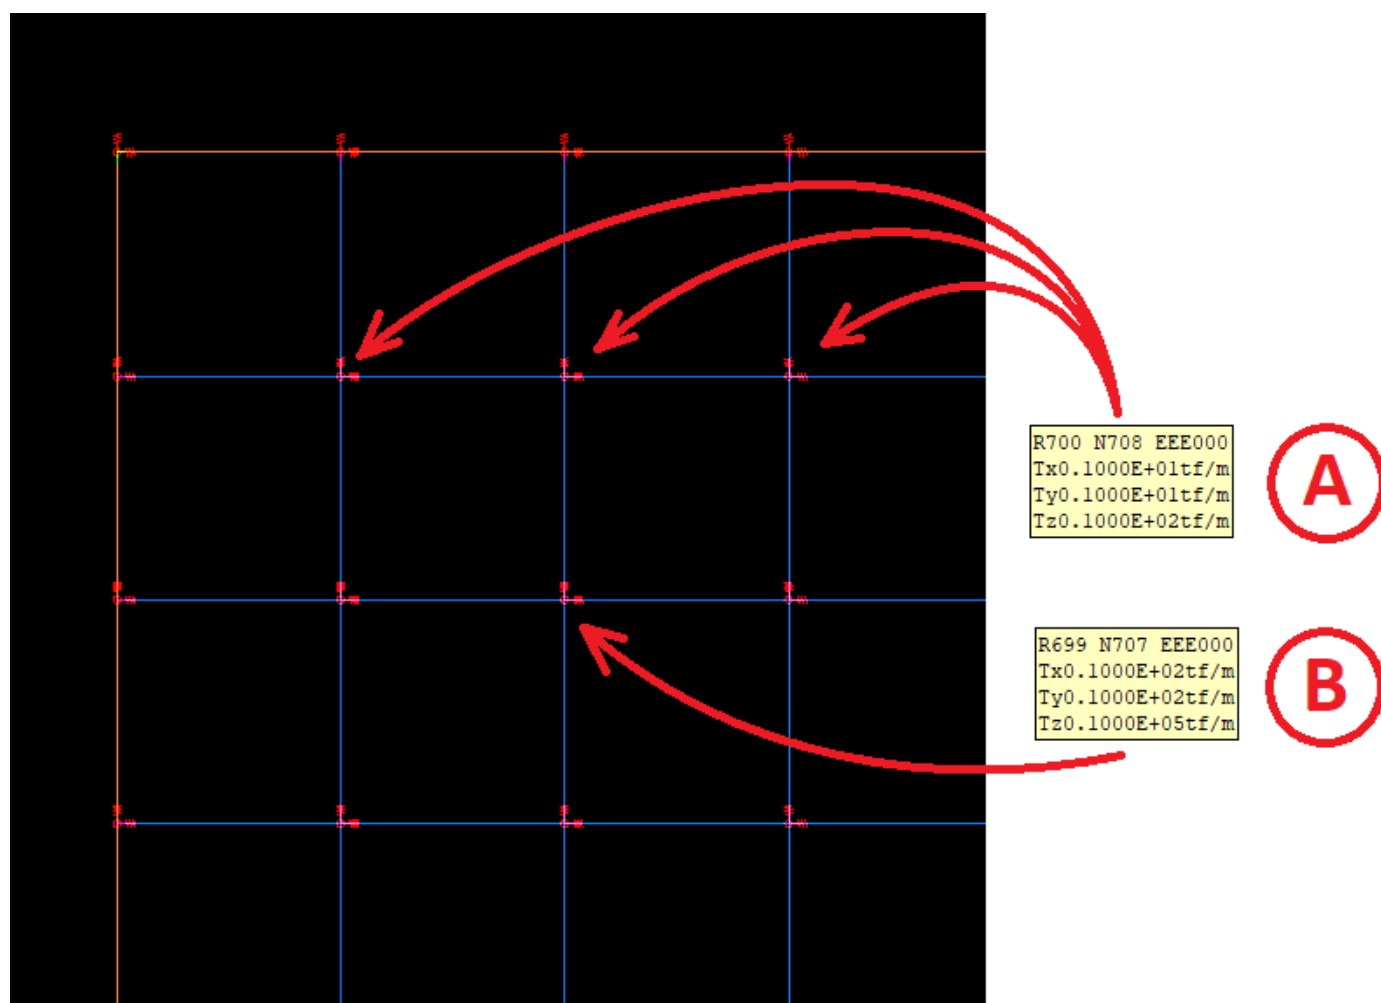 R700 N708 EEE000
Tx0.1000E+01tf/m
Ty0.1000E+01tf/m
Tz0.1000E+02tf/m
A
R699 N707 EEE000
Tx0.1000E+02tf/m
Ty0.1000E+02tf/m
Tz0.1000E+05tf/m
B